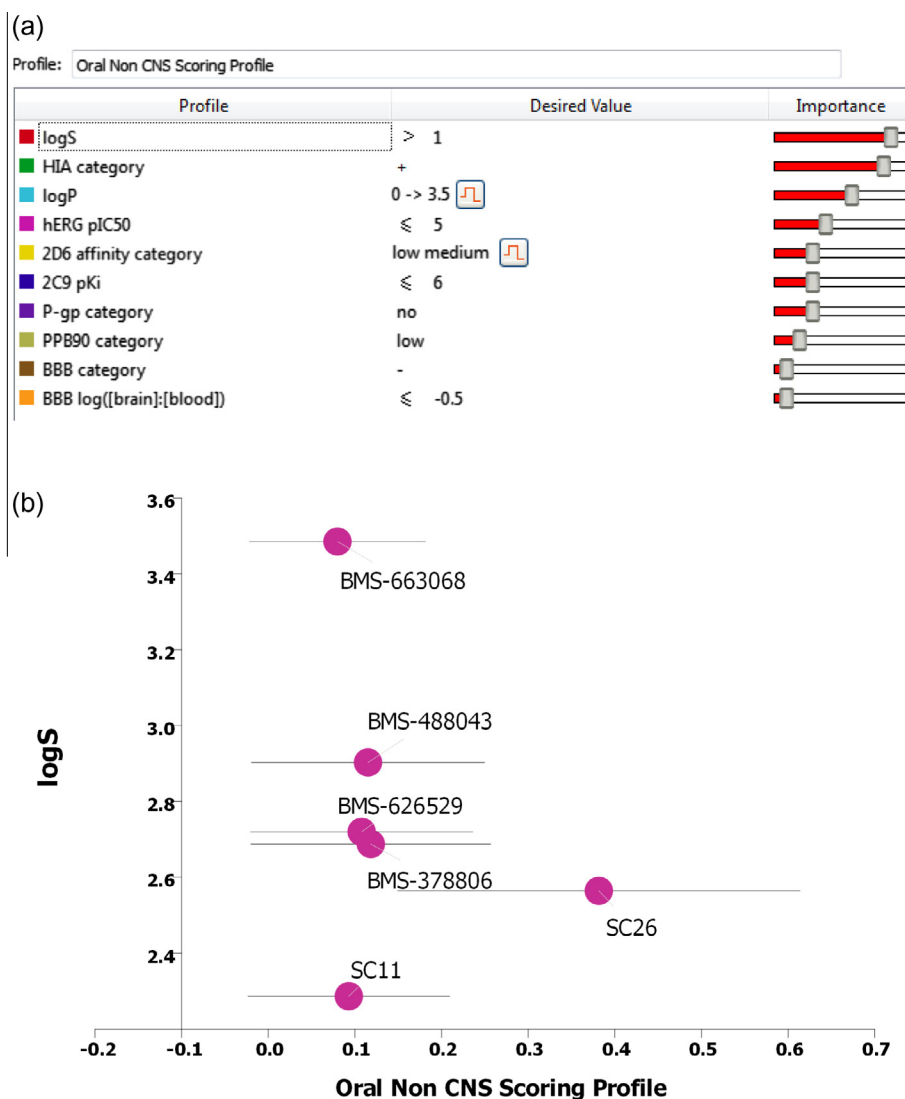 (a)
Profile: Oral Non CNS Scoring Profile
Profile Desired Value Importance
logS > 1
HIA category +
logP 0 -> 3.5
hERG pIC50 ⩽ 5
2D6 affinity category low medium
2C9 pKi ⩽ 6
P-gp category no
PPB90 category low
BBB category -
BBB log([brain]:[blood]) ⩽ -0.5
(b)
3.6
3.4
BMS-663068
3.2
3.0
BMS-488043
logS
2.8
BMS-626529
BMS-378806
2.6
SC26
2.4
SC11
-0.2 -0.1 0.0 0.1 0.2 0.3 0.4 0.5 0.6 0.7
Oral Non CNS Scoring Profile